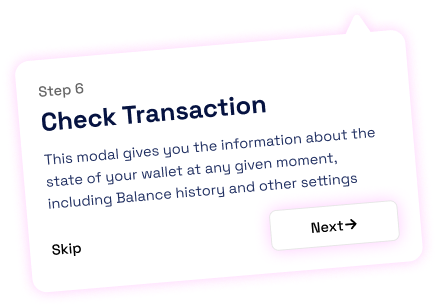 Step 6
Check Transaction
This modal gives you the information about the
state of your wallet at any given moment,
including Balance history and other settings
Skip
Next→